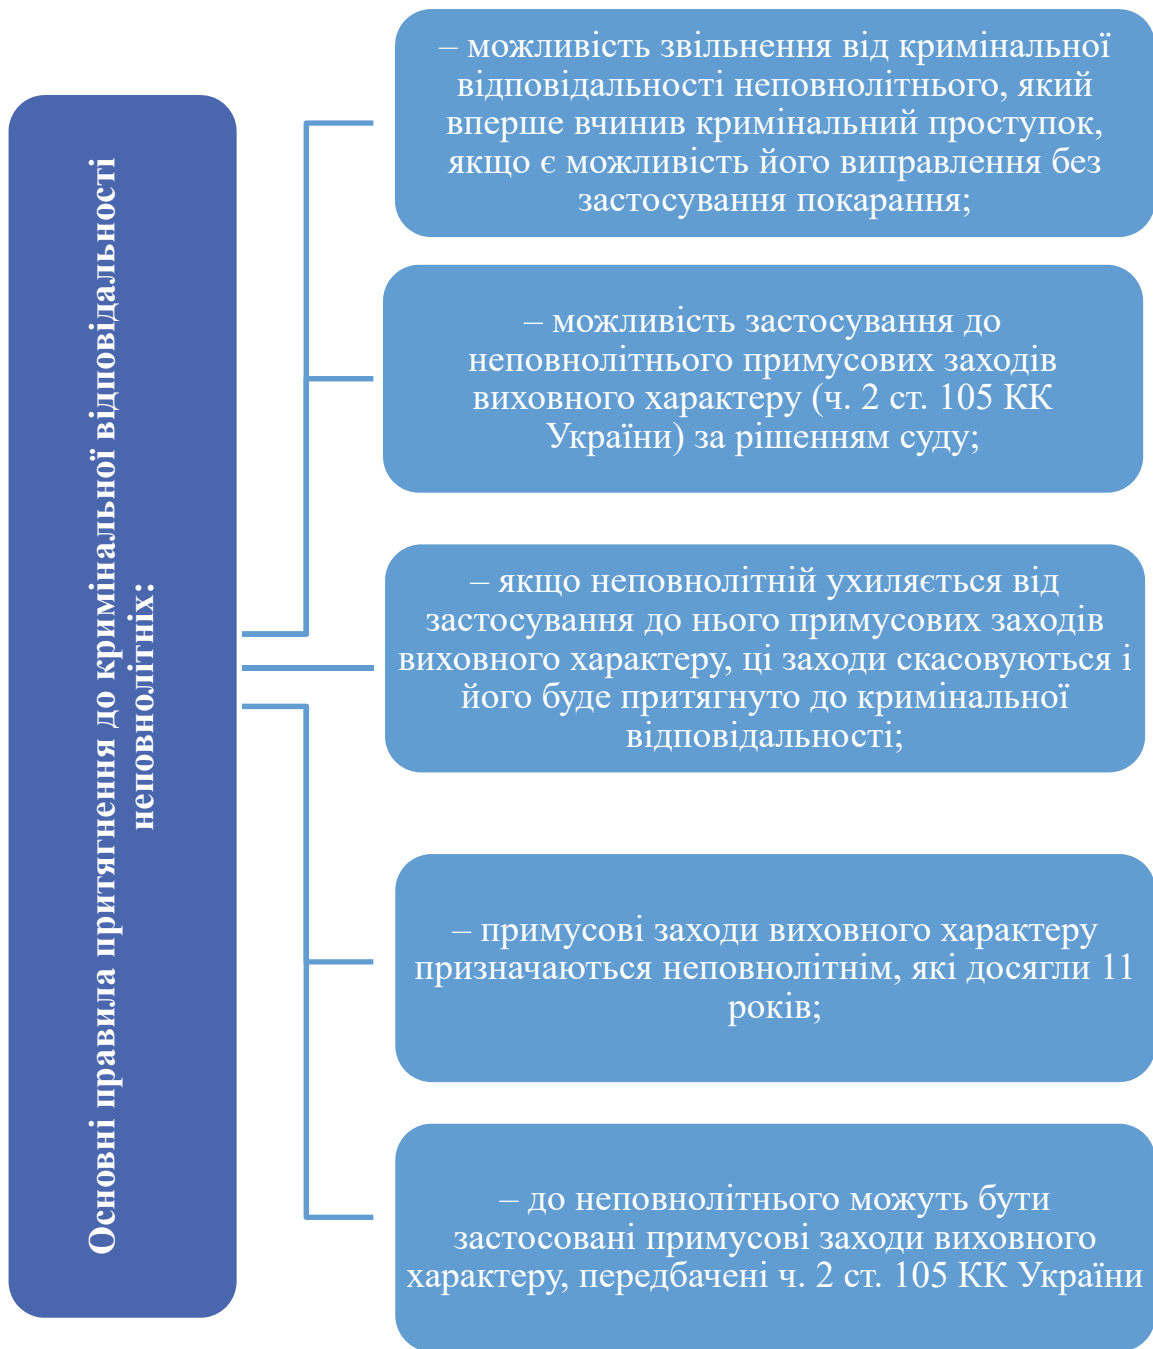 Основні правила притягнення до кримінальної відповідальності
неповнолітніх:
– можливість звільнення від кримінальної
відповідальності неповнолітнього, який
вперше вчинив кримінальний проступок,
якщо є можливість його виправлення без
застосування покарання;
– можливість застосування до
неповнолітнього примусових заходів
виховного характеру (ч. 2 ст. 105 КК
України) за рішенням суду;
– якщо неповнолітній ухиляється від
застосування до нього примусових заходів
виховного характеру, ці заходи скасовуються і
його буде притягнуто до кримінальної
відповідальності;
– примусові заходи виховного характеру
призначаються неповнолітнім, які досягли 11
років;
– до неповнолітнього можуть бути
застосовані примусові заходи виховного
характеру, передбачені ч. 2 ст. 105 КК України